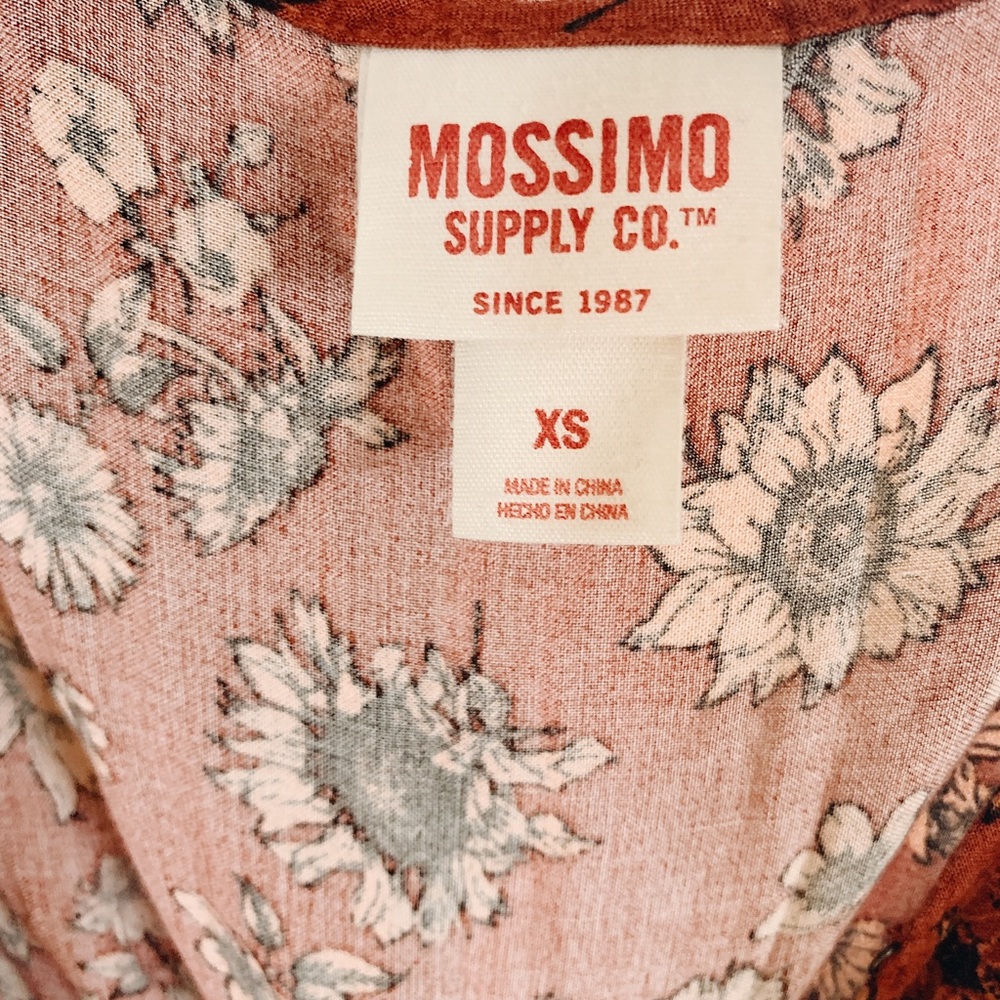 MOSSIMO
SUPPLY CO.™
SINCE 1987
XS
MADE IN CHINA
HECHO EN CHINA